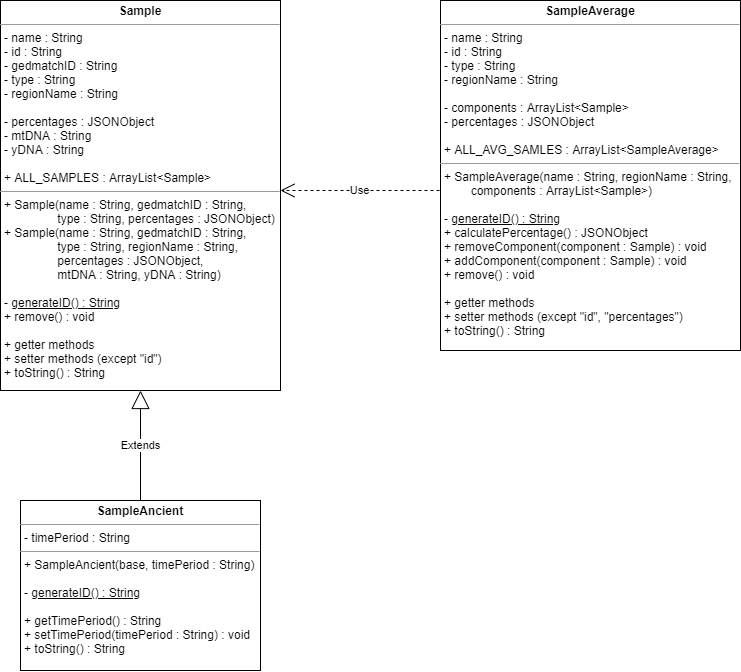 Sample
- name : String
- id : String
- gedmatchID : String
- type : String
- regionName : String
- percentages : JSONObject
- mtDNA : String
- yDNA : String
+ ALL_SAMPLES : ArrayList<Sample>
+ Sample(name : String, gedmatchID : String,
type : String, percentages : JSONObject)
+ Sample(name : String, gedmatchID : String,
type : String, regionName : String,
percentages : JSONObject,
mtDNA : String, yDNA : String)
- generateID() : String
+ remove() : void
+ getter methods
+ setter methods (except "id")
+ toString() : String
Use
SampleAverage
- name : String
- id : String
- type : String
- regionName : String
- components : ArrayList<Sample>
- percentages : JSONObject
+ ALL_AVG_SAMLES : ArrayList<SampleAverage>
+ SampleAverage(name : String, regionName : String,
components : ArrayList<Sample>)
- generateID() : String
+ calculatePercentage() : JSONObject
+ removeComponent(component : Sample) : void
+ addComponent(component : Sample) : void
+ remove() : void
+ getter methods
+ setter methods (except "id", "percentages")
+ toString() : String
Extends
SampleAncient
- timePeriod : String
+ SampleAncient(base, timePeriod : String)
- generateID() : String
+ getTimePeriod() : String
+ setTimePeriod(timePeriod : String) : void
+ toString() : String